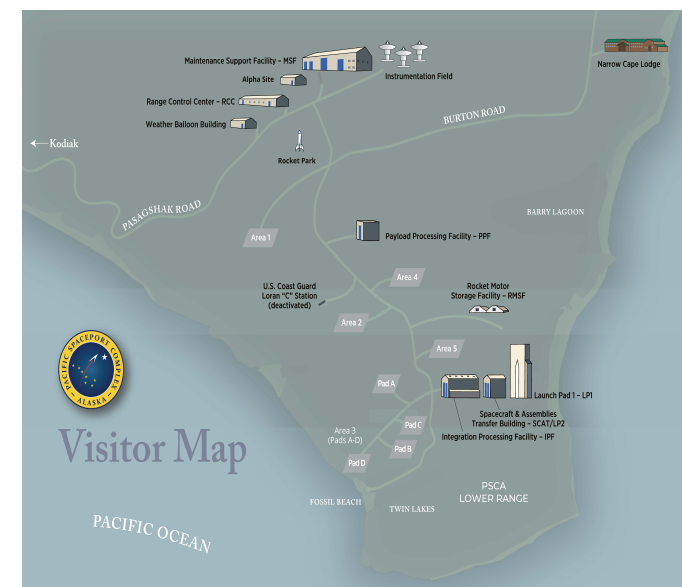 Maintenance Support Facility – MSF
Alpha Site
Range Control Center – RCC
Weather Balloon Building
Instrumentation Field
Narrow Cape Lodge
Kodiak
Rocket Park
BURTON ROAD
PASAGSHAK ROAD
BARRY LAGOON
Area 1
Payload Processing Facility – PPF
Area 4
U.S. Coast Guard
Loran "C" Station
(deactivated)
Rocket Motor
Storage Facility – RMSF
Area 2
Area 5
PACIFIC SPACEPORT COMPLEX
ALASKA
Pad A
Launch Pad 1 – LP1
Spacecraft & Assemblies
Transfer Building – SCAT/LP2
Integration Processing Facility – IPF
Visitor Map
Area 3
(Pads A-D)
Pad C
Pad B
Pad D
PSCA
LOWER RANGE
FOSSIL BEACH
TWIN LAKES
PACIFIC OCEAN